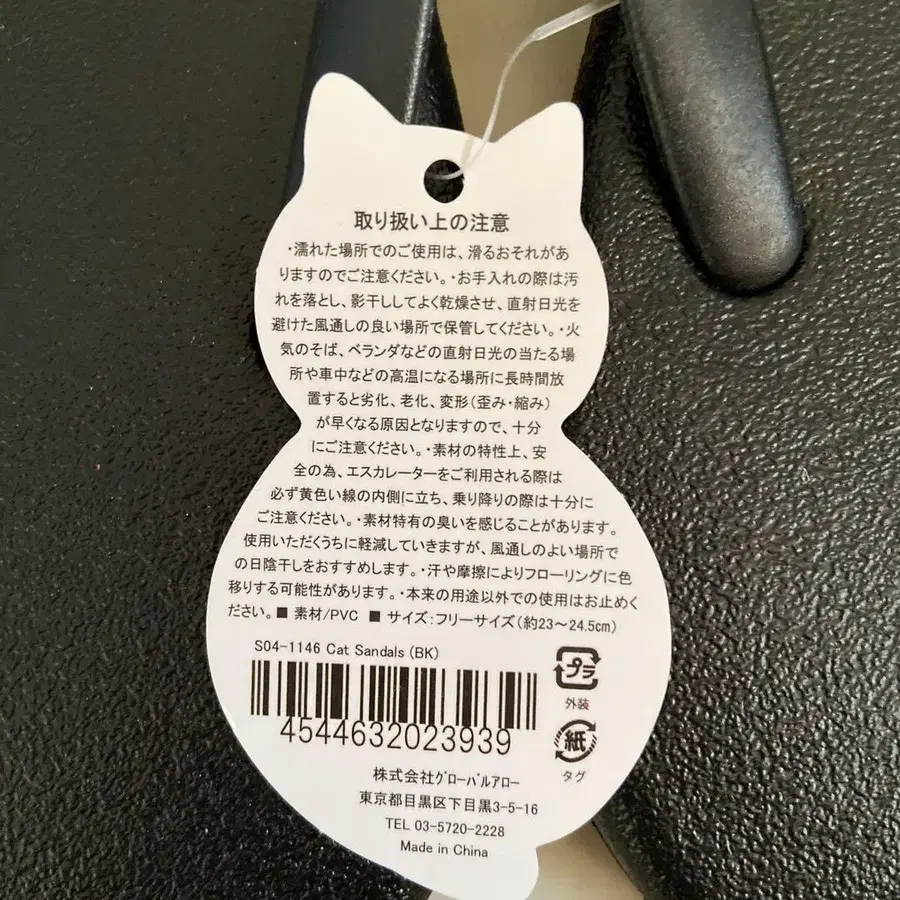 取り扱い上の注意
・濡れた場所でのご使用は、滑るおそれがあ
りますのでご注意ください。・お手入れの際は汚
れを落とし、影干ししてよく乾燥させ、直射日光を
避けた風通しの良い場所で保管してください。・火
気のそば、ベランダなどの直射日光の当たる場
所や車中などの高温になる場所に長時間放
置すると劣化、老化、変形(歪み・縮み)
が早くなる原因となりますので、十分
にご注意ください。・素材の特性上、安
全の為、エスカレーターをご利用される際は
必ず黄色い線の内側に立ち、乗り降りの際は十分に
ご注意ください。・素材特有の臭いを感じることがあります。
使用いただくうちに軽減していきますが、風通しのよい場所で
の日陰干しをおすすめします。・汗や摩擦によりフローリングに色
移りする可能性があります。・本来の用途以外での使用はお止めく
ださい。■ 素材/PVC ■ サイズ:フリーサイズ(約23~24.5cm)
S04-1146 Cat Sandals (BK)
4544632023939
プラ
外装
紙
タグ
株式会社グローバルアロー
東京都目黒区下目黒3-5-16
TEL 03-5720-2228
Made in China